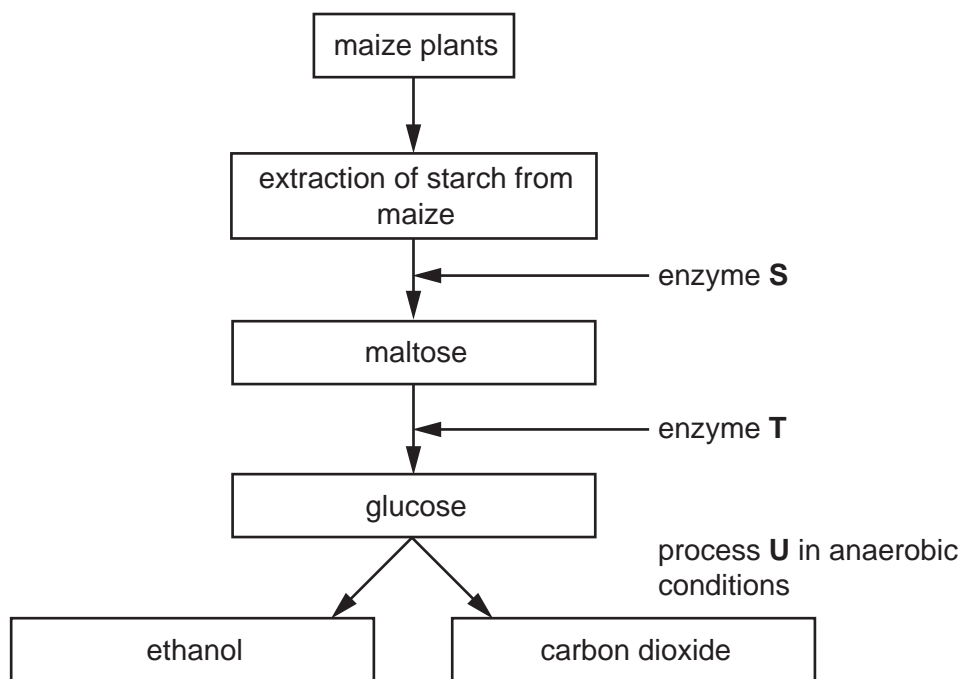 maize plants
extraction of starch from
maize
enzyme S
maltose
enzyme T
glucose
process U in anaerobic
conditions
ethanol
carbon dioxide